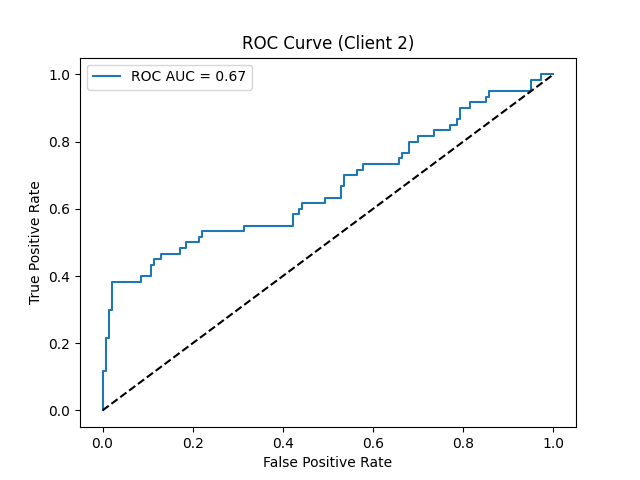 ROC Curve (Client 2)
ROC AUC = 0.67
True Positive Rate
1.0
0.8
0.6
0.4
0.2
0.0
0.0 0.2 0.4 0.6 0.8 1.0
False Positive Rate